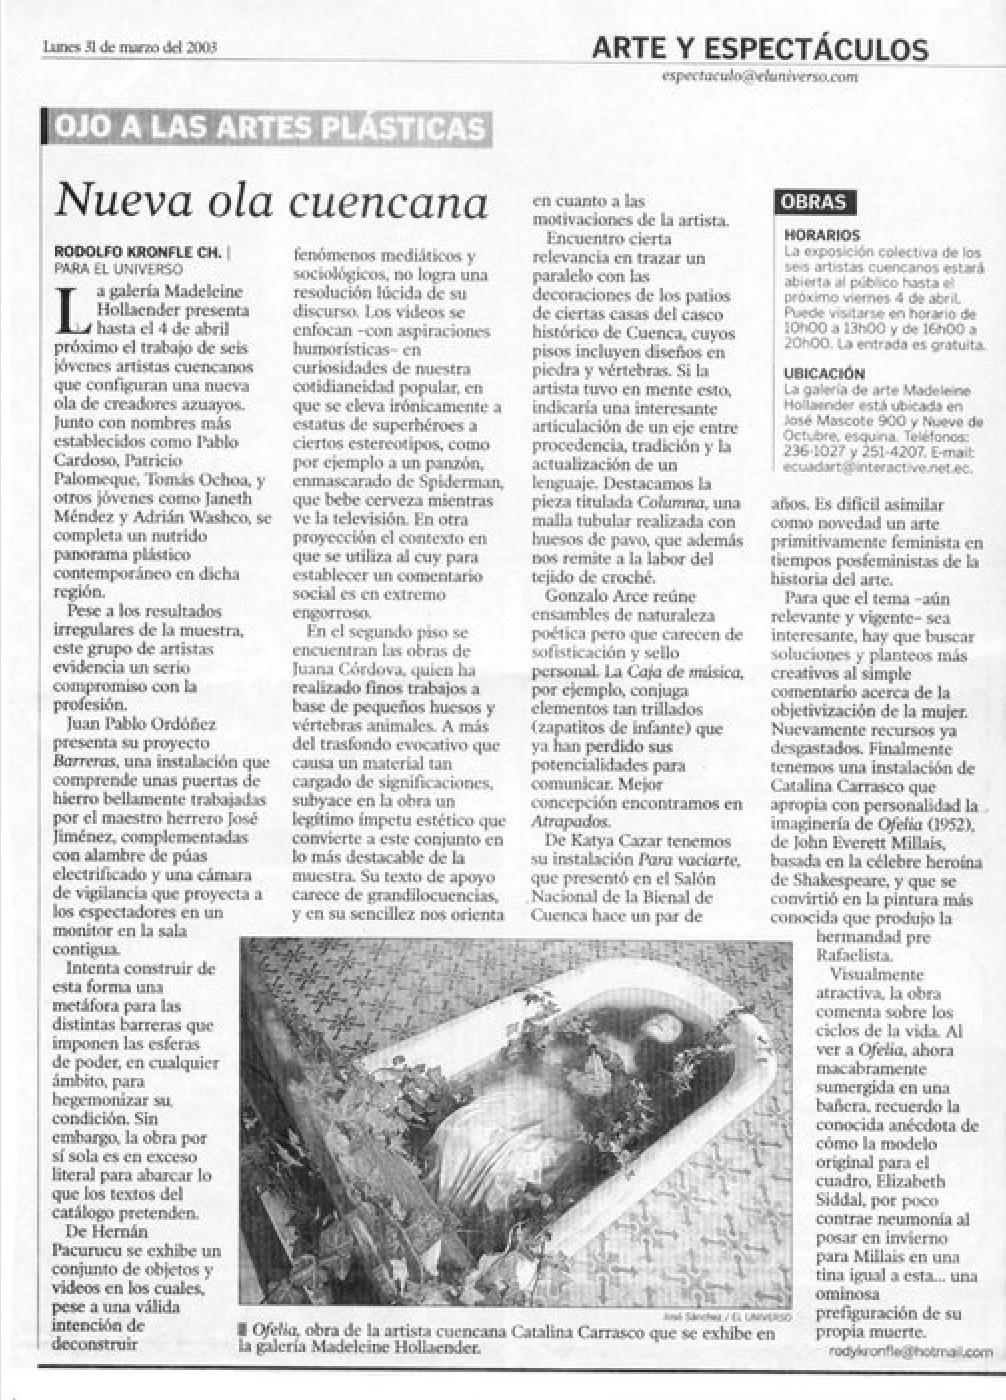 Lunes 31 de marzo del 2003
ARTE Y ESPECTÁCULOS
espectaculo@eluniverso.com
OJO A LAS ARTES PLÁSTICAS
Nueva ola cuencana
RODOLFO KRONFLE CH. |
PARA EL UNIVERSO
La galería Madeleine
Hollaender presenta
hasta el 4 de abril
próximo el trabajo de seis
jóvenes artistas cuencanos
que configuran una nueva
ola de creadores azuayos.
Junto con nombres más
establecidos como Pablo
Cardoso, Patricio
Palomeque, Tomás Ochoa, y
otros jóvenes como Janeth
Méndez y Adrián Washco, se
completa un nutrido
panorama plástico
contemporáneo en dicha
región.
Pese a los resultados
irregulares de la muestra,
este grupo de artistas
evidencia un serio
compromiso con la
profesión.
Juan Pablo Ordóñez
presenta su proyecto
Barreras, una instalación que
comprende unas puertas de
hierro bellamente trabajadas
por el maestro herrero José
Jiménez, complementadas
con alambre de púas
electrificado y una cámara
de vigilancia que proyecta a
los espectadores en un
monitor en la sala
contigua.
Intenta construir de
esta forma una
metáfora para las
distintas barreras que
imponen las esferas
de poder, en cualquier
ámbito, para
hegemonizar su
condición. Sin
embargo, la obra por
sí sola es en exceso
literal para abarcar lo
que los textos del
catálogo pretenden.
De Hernán
Pacurucu se exhibe un
conjunto de objetos y
videos en los cuales,
pese a una válida
intención de
deconstruir
fenómenos mediáticos y
sociológicos, no logra una
resolución lúcida de su
discurso. Los videos se
enfocan –con aspiraciones
humorísticas– en
curiosidades de nuestra
cotidianeidad popular, en
que se eleva irónicamente a
estatus de superhéroes a
ciertos estereotipos, como
por ejemplo a un panzón,
enmascarado de Spiderman,
que bebe cerveza mientras
ve la televisión. En otra
proyección el contexto en
que se utiliza al cuy para
establecer un comentario
social es en extremo
engorroso.
En el segundo piso se
encuentran las obras de
Juana Córdova, quien ha
realizado finos trabajos a
base de pequeños huesos y
vértebras animales. A más
del trasfondo evocativo que
causa un material tan
cargado de significaciones,
subyace en la obra un
legítimo ímpetu estético que
convierte a este conjunto en
lo más destacable de la
muestra. Su texto de apoyo
carece de grandilocuencias,
y en su sencillez nos orienta
en cuanto a las
motivaciones de la artista.
Encuentro cierta
relevancia en trazar un
paralelo con las
decoraciones de los patios
de ciertas casas del casco
histórico de Cuenca, cuyos
pisos incluyen diseños en
piedra y vértebras. Si la
artista tuvo en mente esto,
indicaría una interesante
articulación de un eje entre
procedencia, tradición y la
actualización de un
lenguaje. Destacamos la
pieza titulada Columna, una
malla tubular realizada con
huesos de pavo, que además
nos remite a la labor del
tejido de croché.
Gonzalo Arce reúne
ensambles de naturaleza
poética pero que carecen de
sofisticación y sello
personal. La Caja de música,
por ejemplo, conjuga
elementos tan trillados
(zapatitos de infante) que
ya han perdido sus
potencialidades para
comunicar. Mejor
concepción encontramos en
Atrapados.
De Katya Cazar tenemos
su instalación Para vaciarte,
que presentó en el Salón
Nacional de la Bienal de
Cuenca hace un par de
OBRAS
HORARIOS
La exposición colectiva de los
seis artistas cuencanos estará
abierta al público hasta el
próximo viernes 4 de abril.
Puede visitarse en horario de
10h00 a 13h00 y de 16h00 a
20h00. La entrada es gratuita.
UBICACIÓN
La galería de arte Madeleine
Hollaender está ubicada en
José Mascote 900 y Nueve de
Octubre, esquina. Teléfonos:
236-1027 y 251-4207. E-mail:
ecuadart@interactive.net.ec.
años. Es difícil asimilar
como novedad un arte
primitivamente feminista en
tiempos posfeministas de la
historia del arte.
Para que el tema –aún
relevante y vigente– sea
interesante, hay que buscar
soluciones y planteos más
creativos al simple
comentario acerca de la
objetivización de la mujer.
Nuevamente recursos ya
desgastados. Finalmente
tenemos una instalación de
Catalina Carrasco que
apropia con personalidad la
imaginería de Ofelia (1952),
de John Everett Millais,
basada en la célebre heroína
de Shakespeare, y que se
convirtió en la pintura más
conocida que produjo la
hermandad pre
Rafaelista.
Visualmente
atractiva, la obra
comenta sobre los
ciclos de la vida. Al
ver a Ofelia, ahora
macabramente
sumergida en una
bañera, recuerdo la
conocida anécdota de
cómo la modelo
original para el
cuadro, Elizabeth
Siddal, por poco
contrae neumonía al
posar en invierno
para Millais en una
tina igual a esta... una
ominosa
prefiguración de su
propia muerte.
rodykronfle@hotmail.com
José Sánchez / EL UNIVERSO
Ofelia, obra de la artista cuencana Catalina Carrasco que se exhibe en
la galería Madeleine Hollaender.